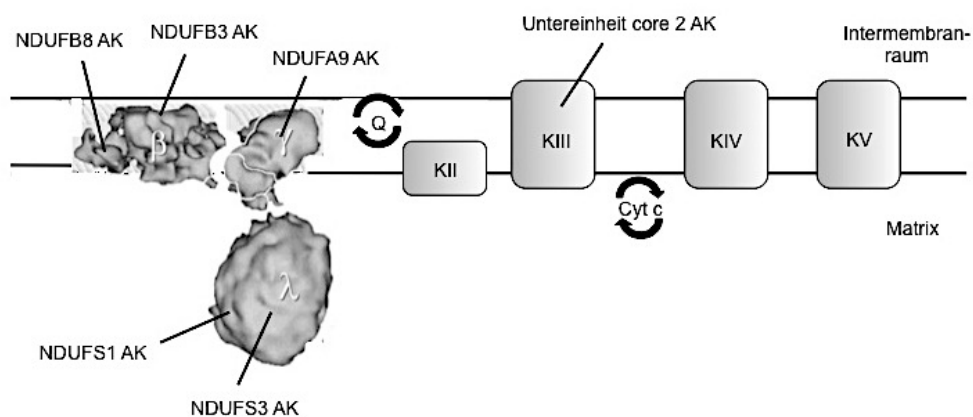 NDUFB8 AK
NDUFB3 AK
NDUFA9 AK
Untereinheit core 2 AK
Intermembran-
raum
β
γ
Q
KII
KIII
KIV
KV
Cyt c
Matrix
λ
NDUFS1 AK
NDUFS3 AK